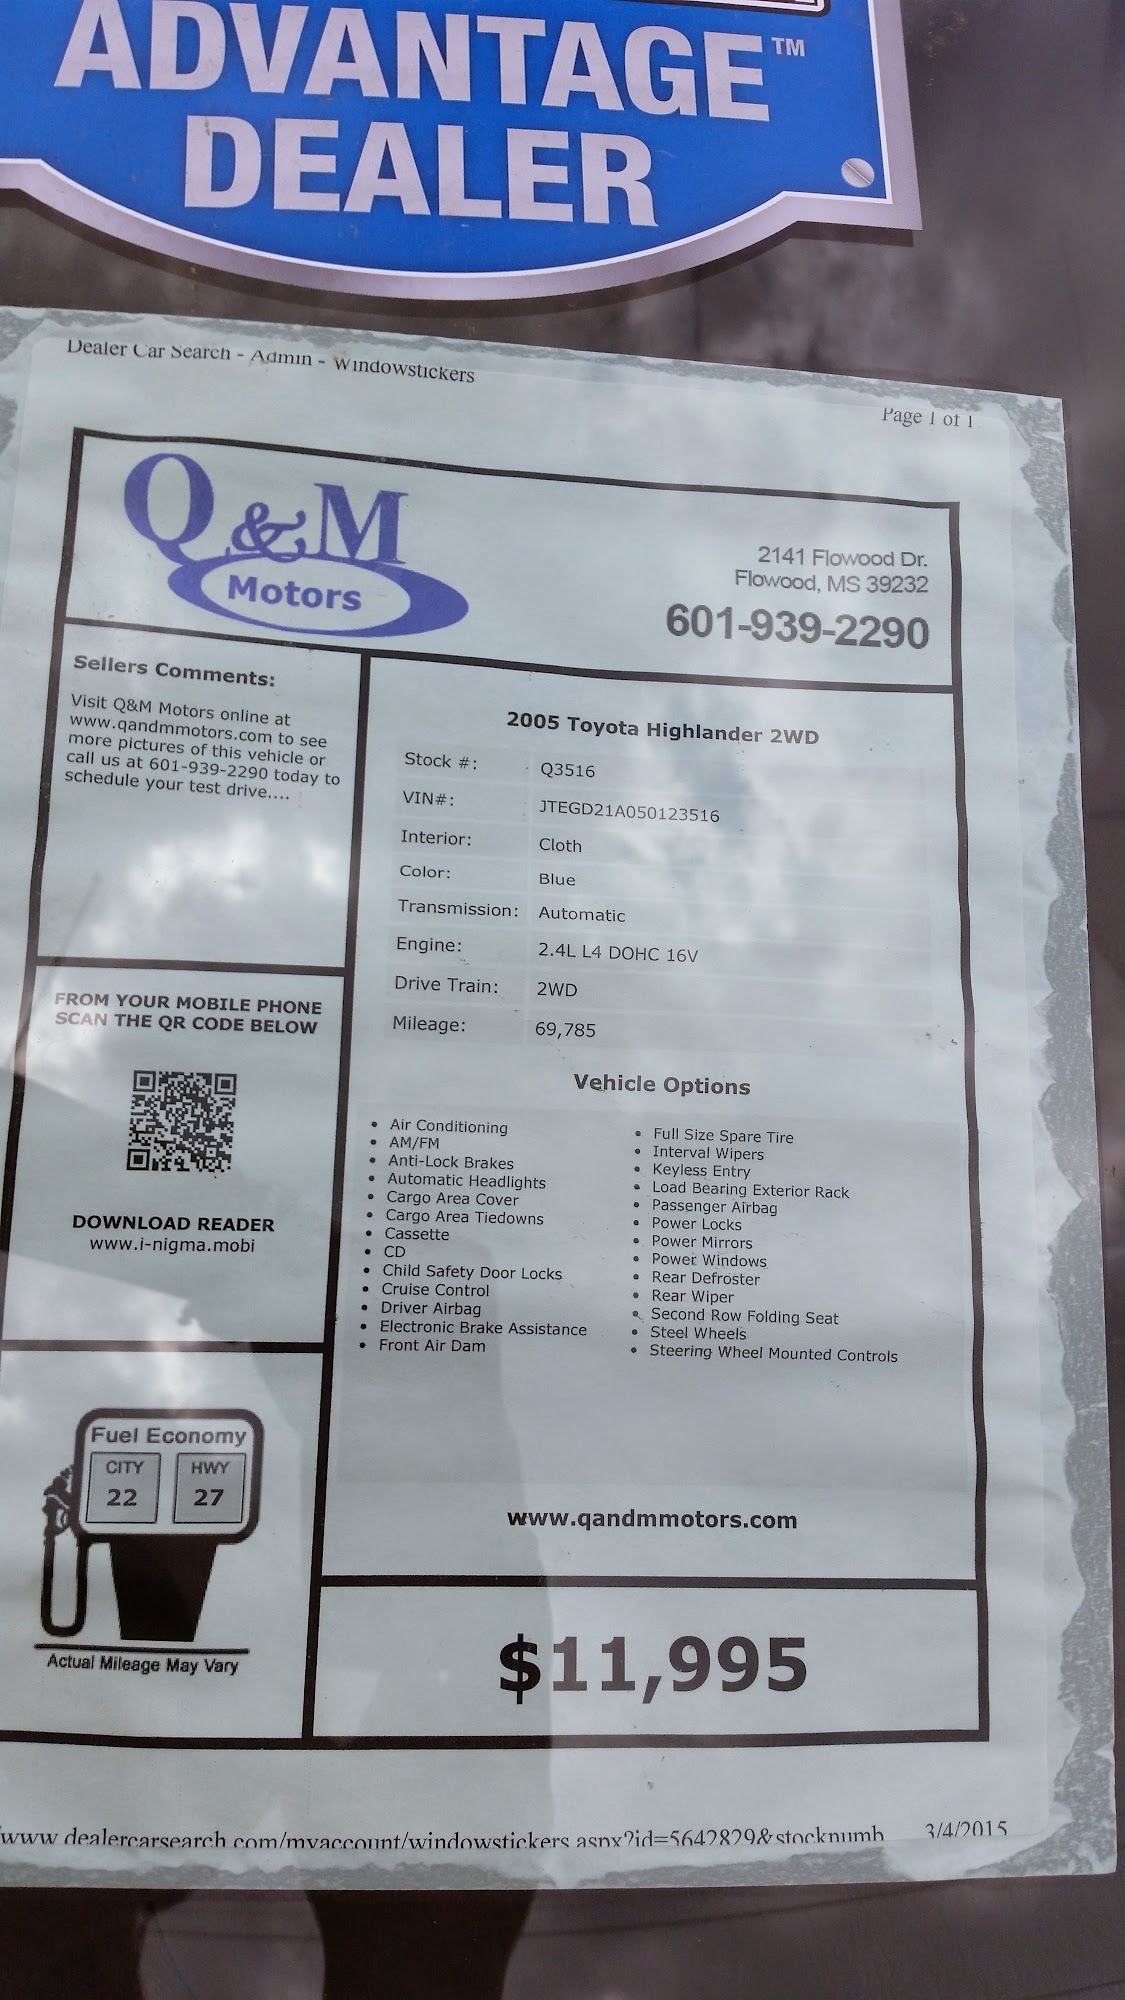 ADVANTAGE™
DEALER
Dealer Car Search - Admin - Windowstickers
Page 1 of 1
Q&M
Motors
2141 Flowood Dr.
Flowood, MS 39232
601-939-2290
Sellers Comments:
Visit Q&M Motors online at
www.qandmmotors.com to see
more pictures of this vehicle or
call us at 601-939-2290 today to
schedule your test drive....
FROM YOUR MOBILE PHONE
SCAN THE QR CODE BELOW
DOWNLOAD READER
www.i-nigma.mobi
Fuel Economy
CITY HWY
22 27
Actual Mileage May Vary
2005 Toyota Highlander 2WD
Stock #: Q3516
VIN#: JTEGD21A050123516
Interior: Cloth
Color: Blue
Transmission: Automatic
Engine: 2.4L L4 DOHC 16V
Drive Train: 2WD
Mileage: 69,785
Vehicle Options
• Air Conditioning
• AM/FM
• Anti-Lock Brakes
• Automatic Headlights
• Cargo Area Cover
• Cargo Area Tiedowns
• Cassette
• CD
• Child Safety Door Locks
• Cruise Control
• Driver Airbag
• Electronic Brake Assistance
• Front Air Dam
• Full Size Spare Tire
• Interval Wipers
• Keyless Entry
• Load Bearing Exterior Rack
• Passenger Airbag
• Power Locks
• Power Mirrors
• Power Windows
• Rear Defroster
• Rear Wiper
• Second Row Folding Seat
• Steel Wheels
• Steering Wheel Mounted Controls
www.qandmmotors.com
$11,995
/www.dealercarsearch.com/myaccount/windowstickers.aspx?id=5642829&stocknumb 3/4/2015